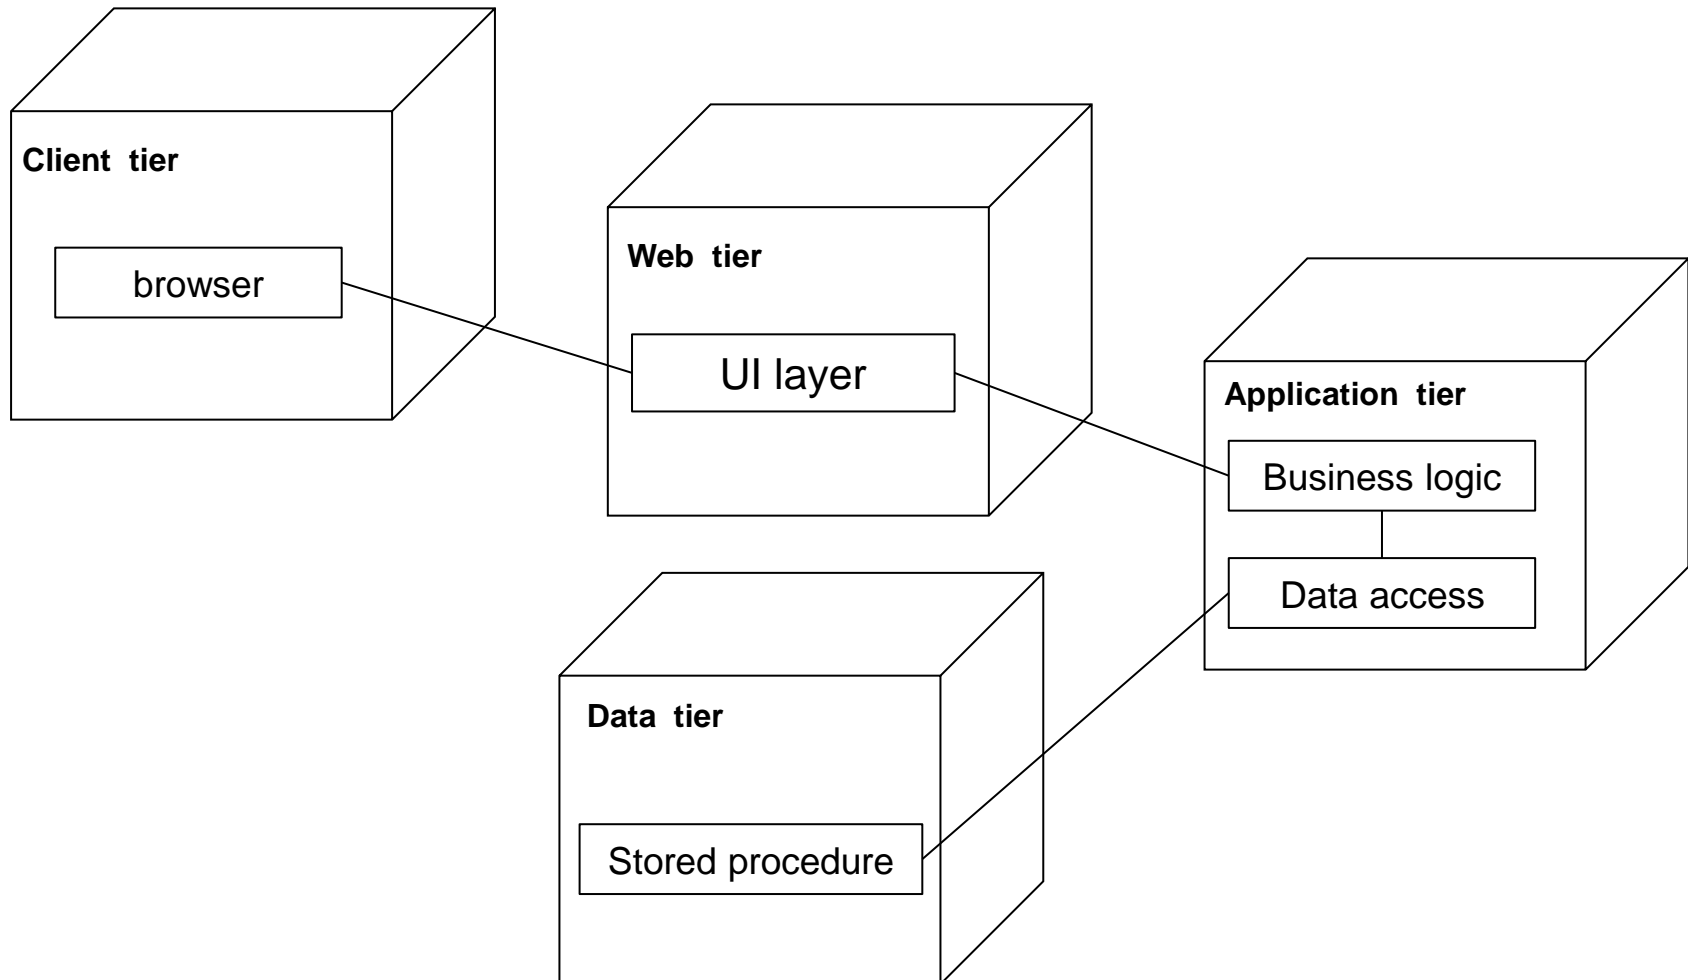 Client tier
browser
Web tier
UI layer
Application tier
Business logic
Data access
Data tier
Stored procedure